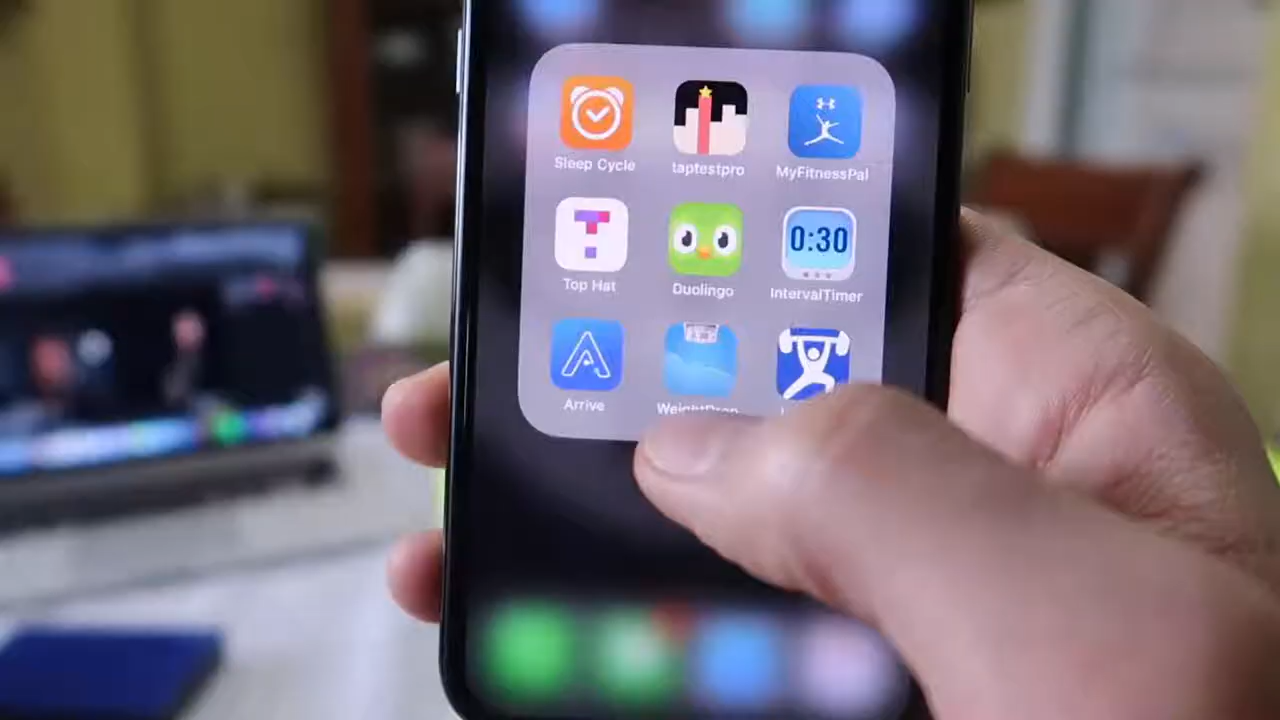 Sleep Cycle
taptestpro
MyFitnessPal
Top Hat
Duolingo
0:30
IntervalTimer
Arrive